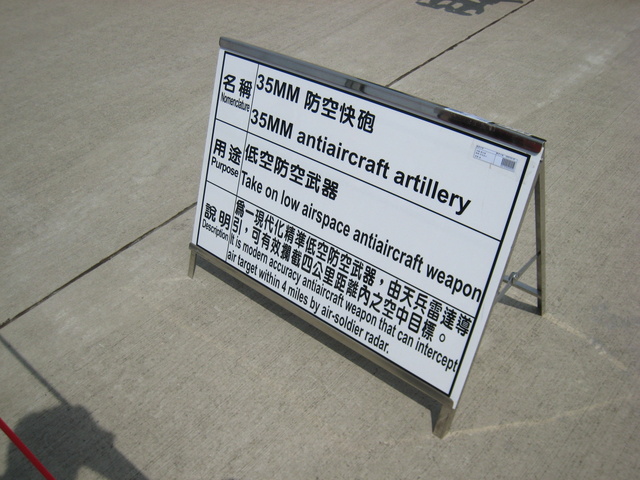 名稱
Nomenclature
35MM 防空快砲
35MM antiaircraft artillery
用途
Purpose
低空防空武器
Take on low airspace antiaircraft weapon
說明
Description
為一現代化精準低空防空武器，由天兵雷達導
引，可有效攔截四公里距離內之空中目標。
It is modern accuracy antiaircraft weapon that can intercept
air target within 4 miles by air-soldier radar.